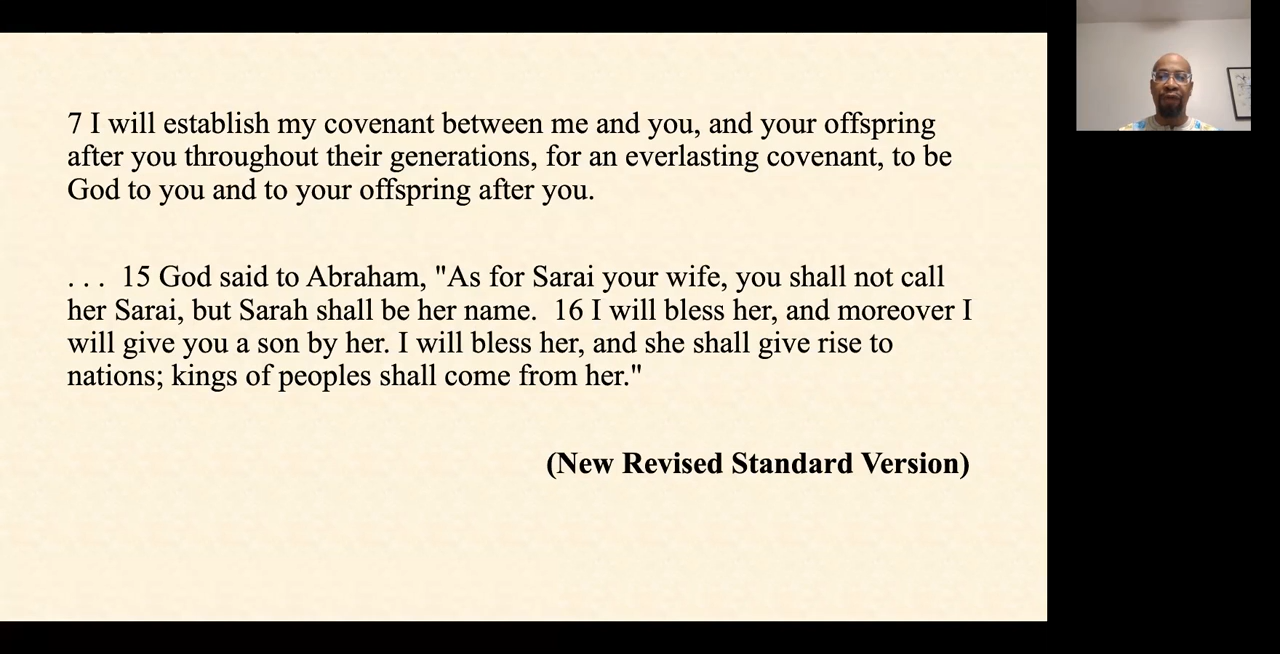 7 I will establish my covenant between me and you, and your offspring
after you throughout their generations, for an everlasting covenant, to be
God to you and to your offspring after you.
. . .  15 God said to Abraham, "As for Sarai your wife, you shall not call
her Sarai, but Sarah shall be her name.  16 I will bless her, and moreover I
will give you a son by her. I will bless her, and she shall give rise to
nations; kings of peoples shall come from her."
(New Revised Standard Version)